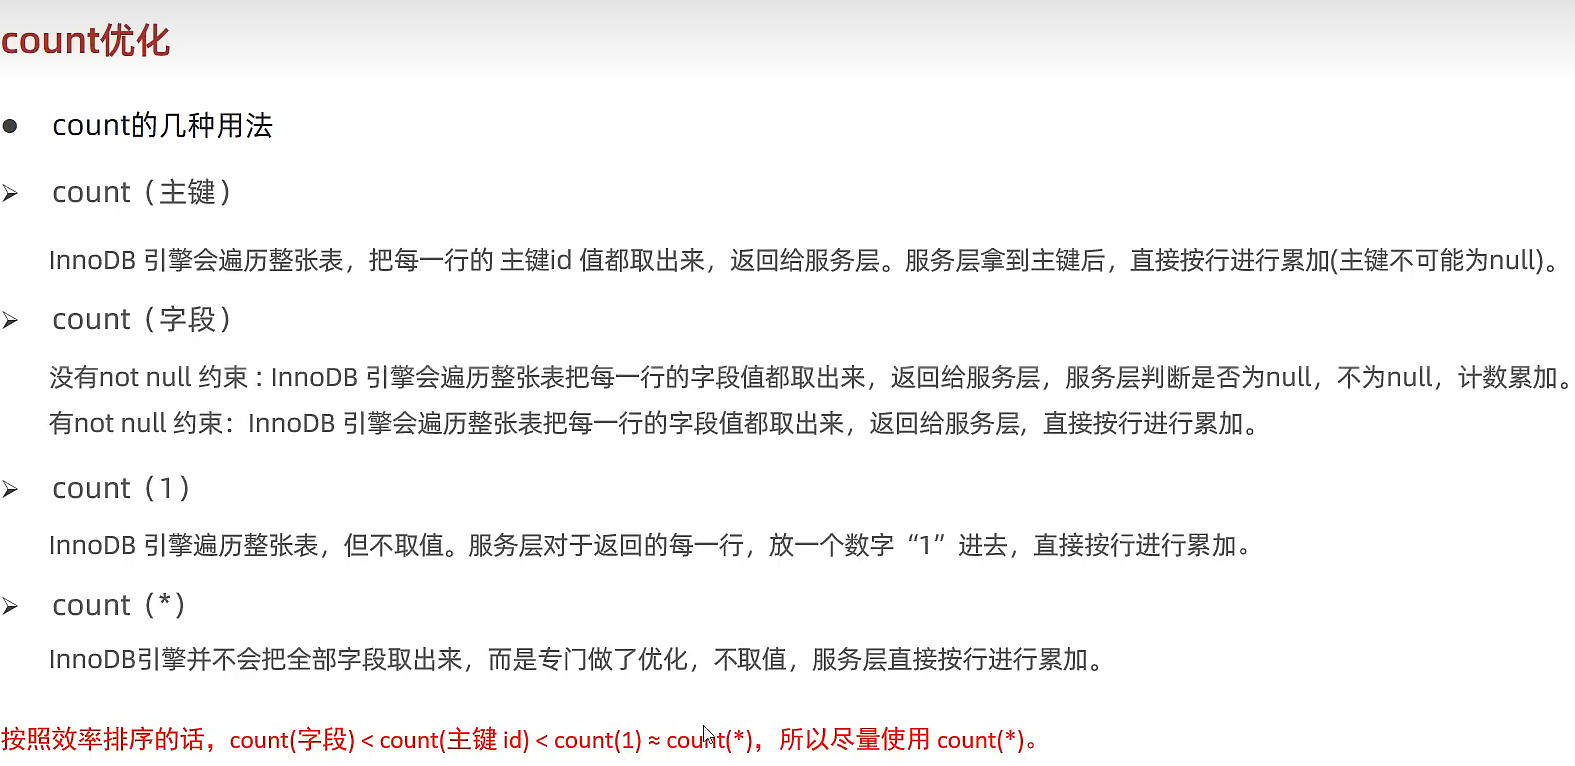 count优化
● count的几种用法
➢ count（主键）
InnoDB 引擎会遍历整张表，把每一行的 主键id 值都取出来，返回给服务层。服务层拿到主键后，直接按行进行累加(主键不可能为null)。
➢ count（字段）
没有not null 约束 : InnoDB 引擎会遍历整张表把每一行的字段值都取出来，返回给服务层，服务层判断是否为null，不为null，计数累加。
有not null 约束：InnoDB 引擎会遍历整张表把每一行的字段值都取出来，返回给服务层，直接按行进行累加。
➢ count（1）
InnoDB 引擎遍历整张表，但不取值。服务层对于返回的每一行，放一个数字“1”进去，直接按行进行累加。
➢ count（*）
InnoDB引擎并不会把全部字段取出来，而是专门做了优化，不取值，服务层直接按行进行累加。
按照效率排序的话，count(字段) < count(主键 id) < count(1) ≈ count(*)，所以尽量使用 count(*)。